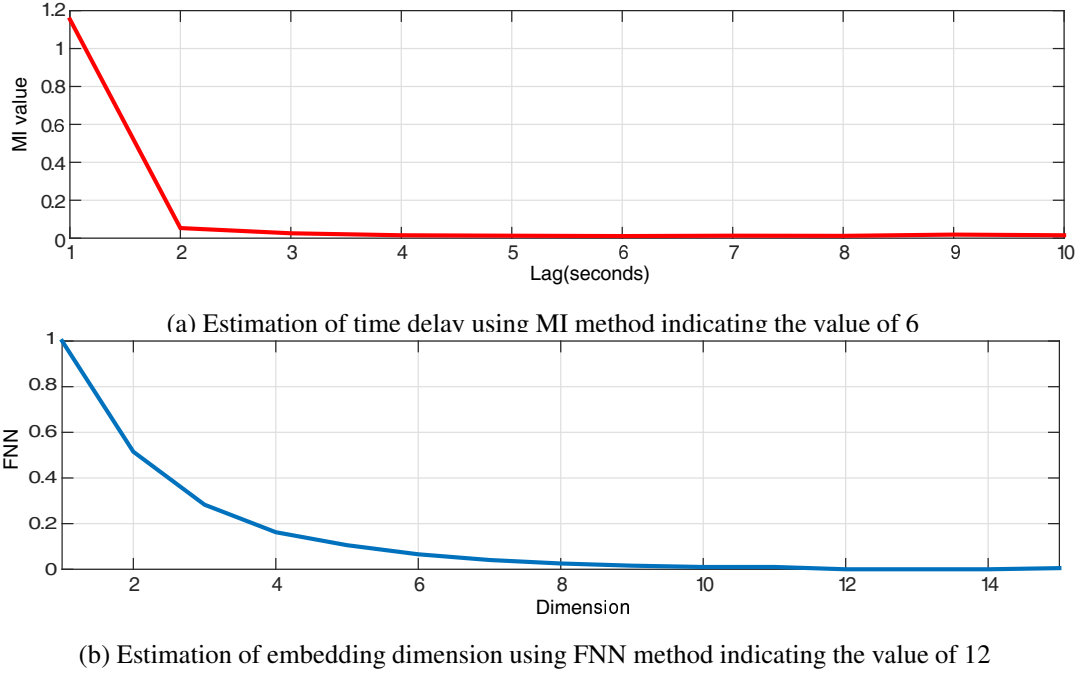 1.2
1
0.8
0.6
0.4
0.2
0
MI value
1 2 3 4 5 6 7 8 9 10
Lag(seconds)
(a) Estimation of time delay using MI method indicating the value of 6
1
0.8
0.6
0.4
0.2
0
FNN
2 4 6 8 10 12 14
Dimension
(b) Estimation of embedding dimension using FNN method indicating the value of 12